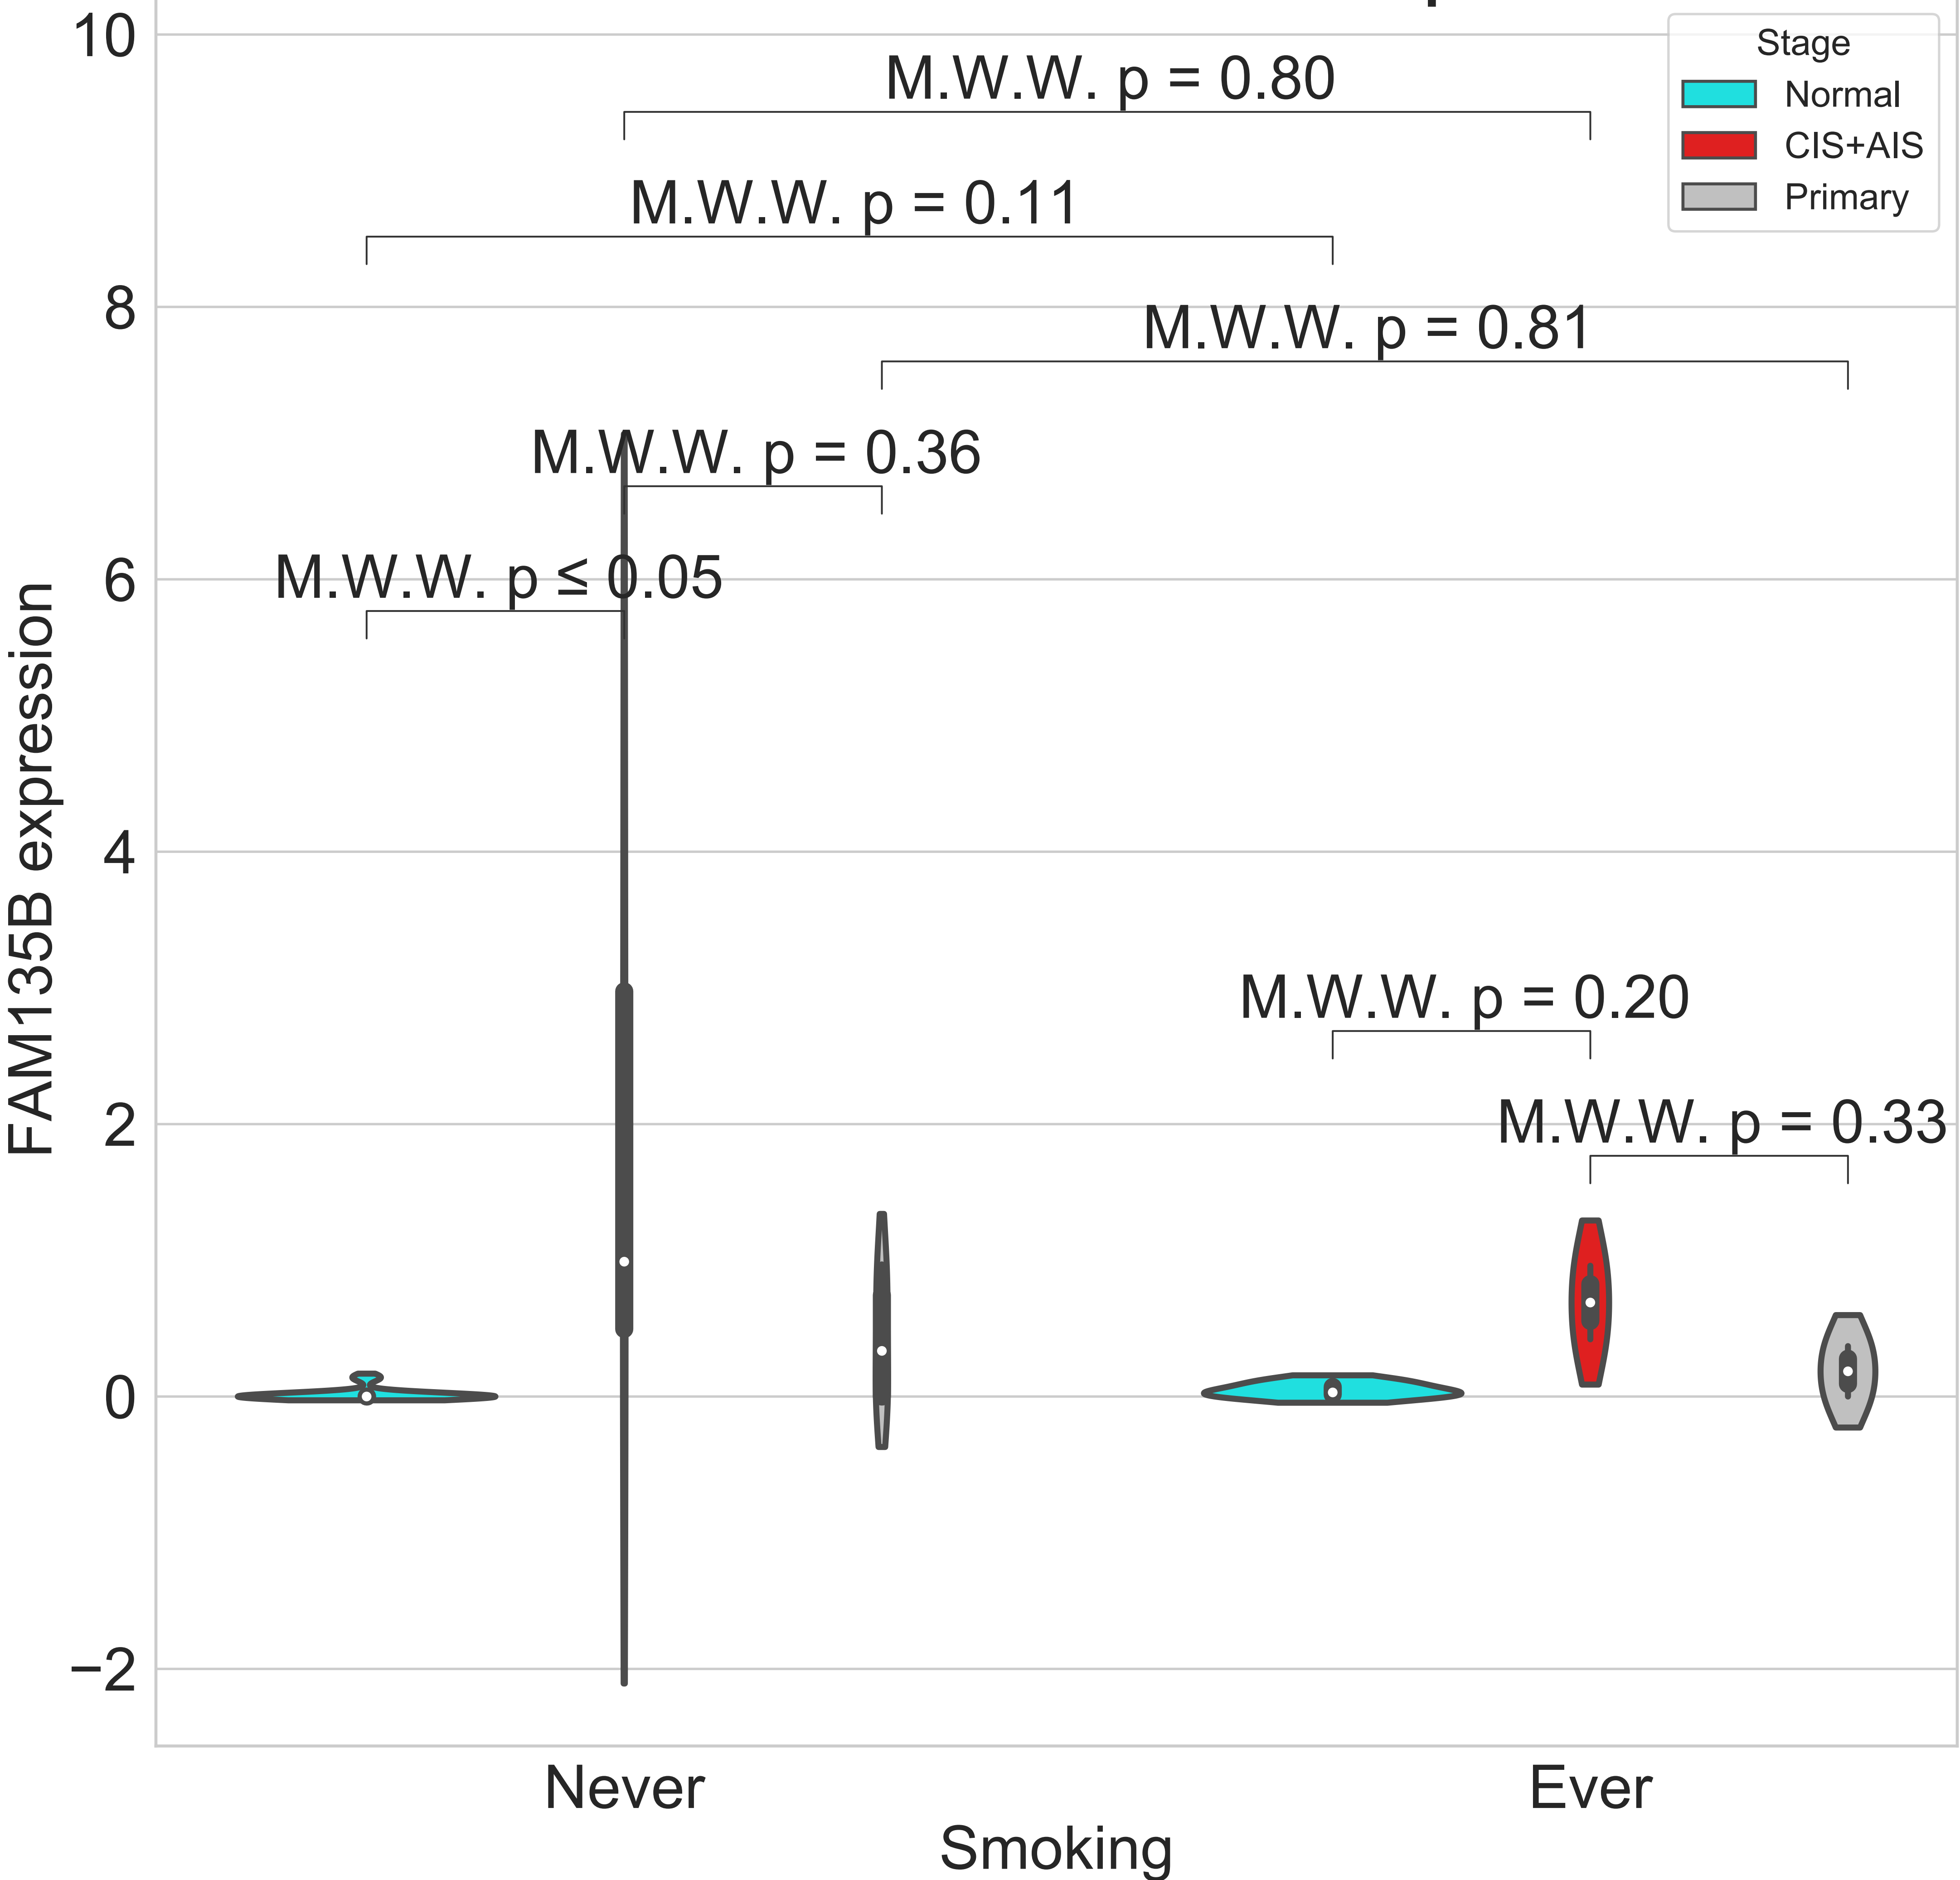 10
8
6
4
2
0
−2
FAM135B expression
M.W.W. p = 0.80
M.W.W. p = 0.11
M.W.W. p = 0.81
M.W.W. p = 0.36
M.W.W. p ≤ 0.05
M.W.W. p = 0.20
M.W.W. p = 0.33
Stage
Normal
CIS+AIS
Primary
Never
Ever
Smoking